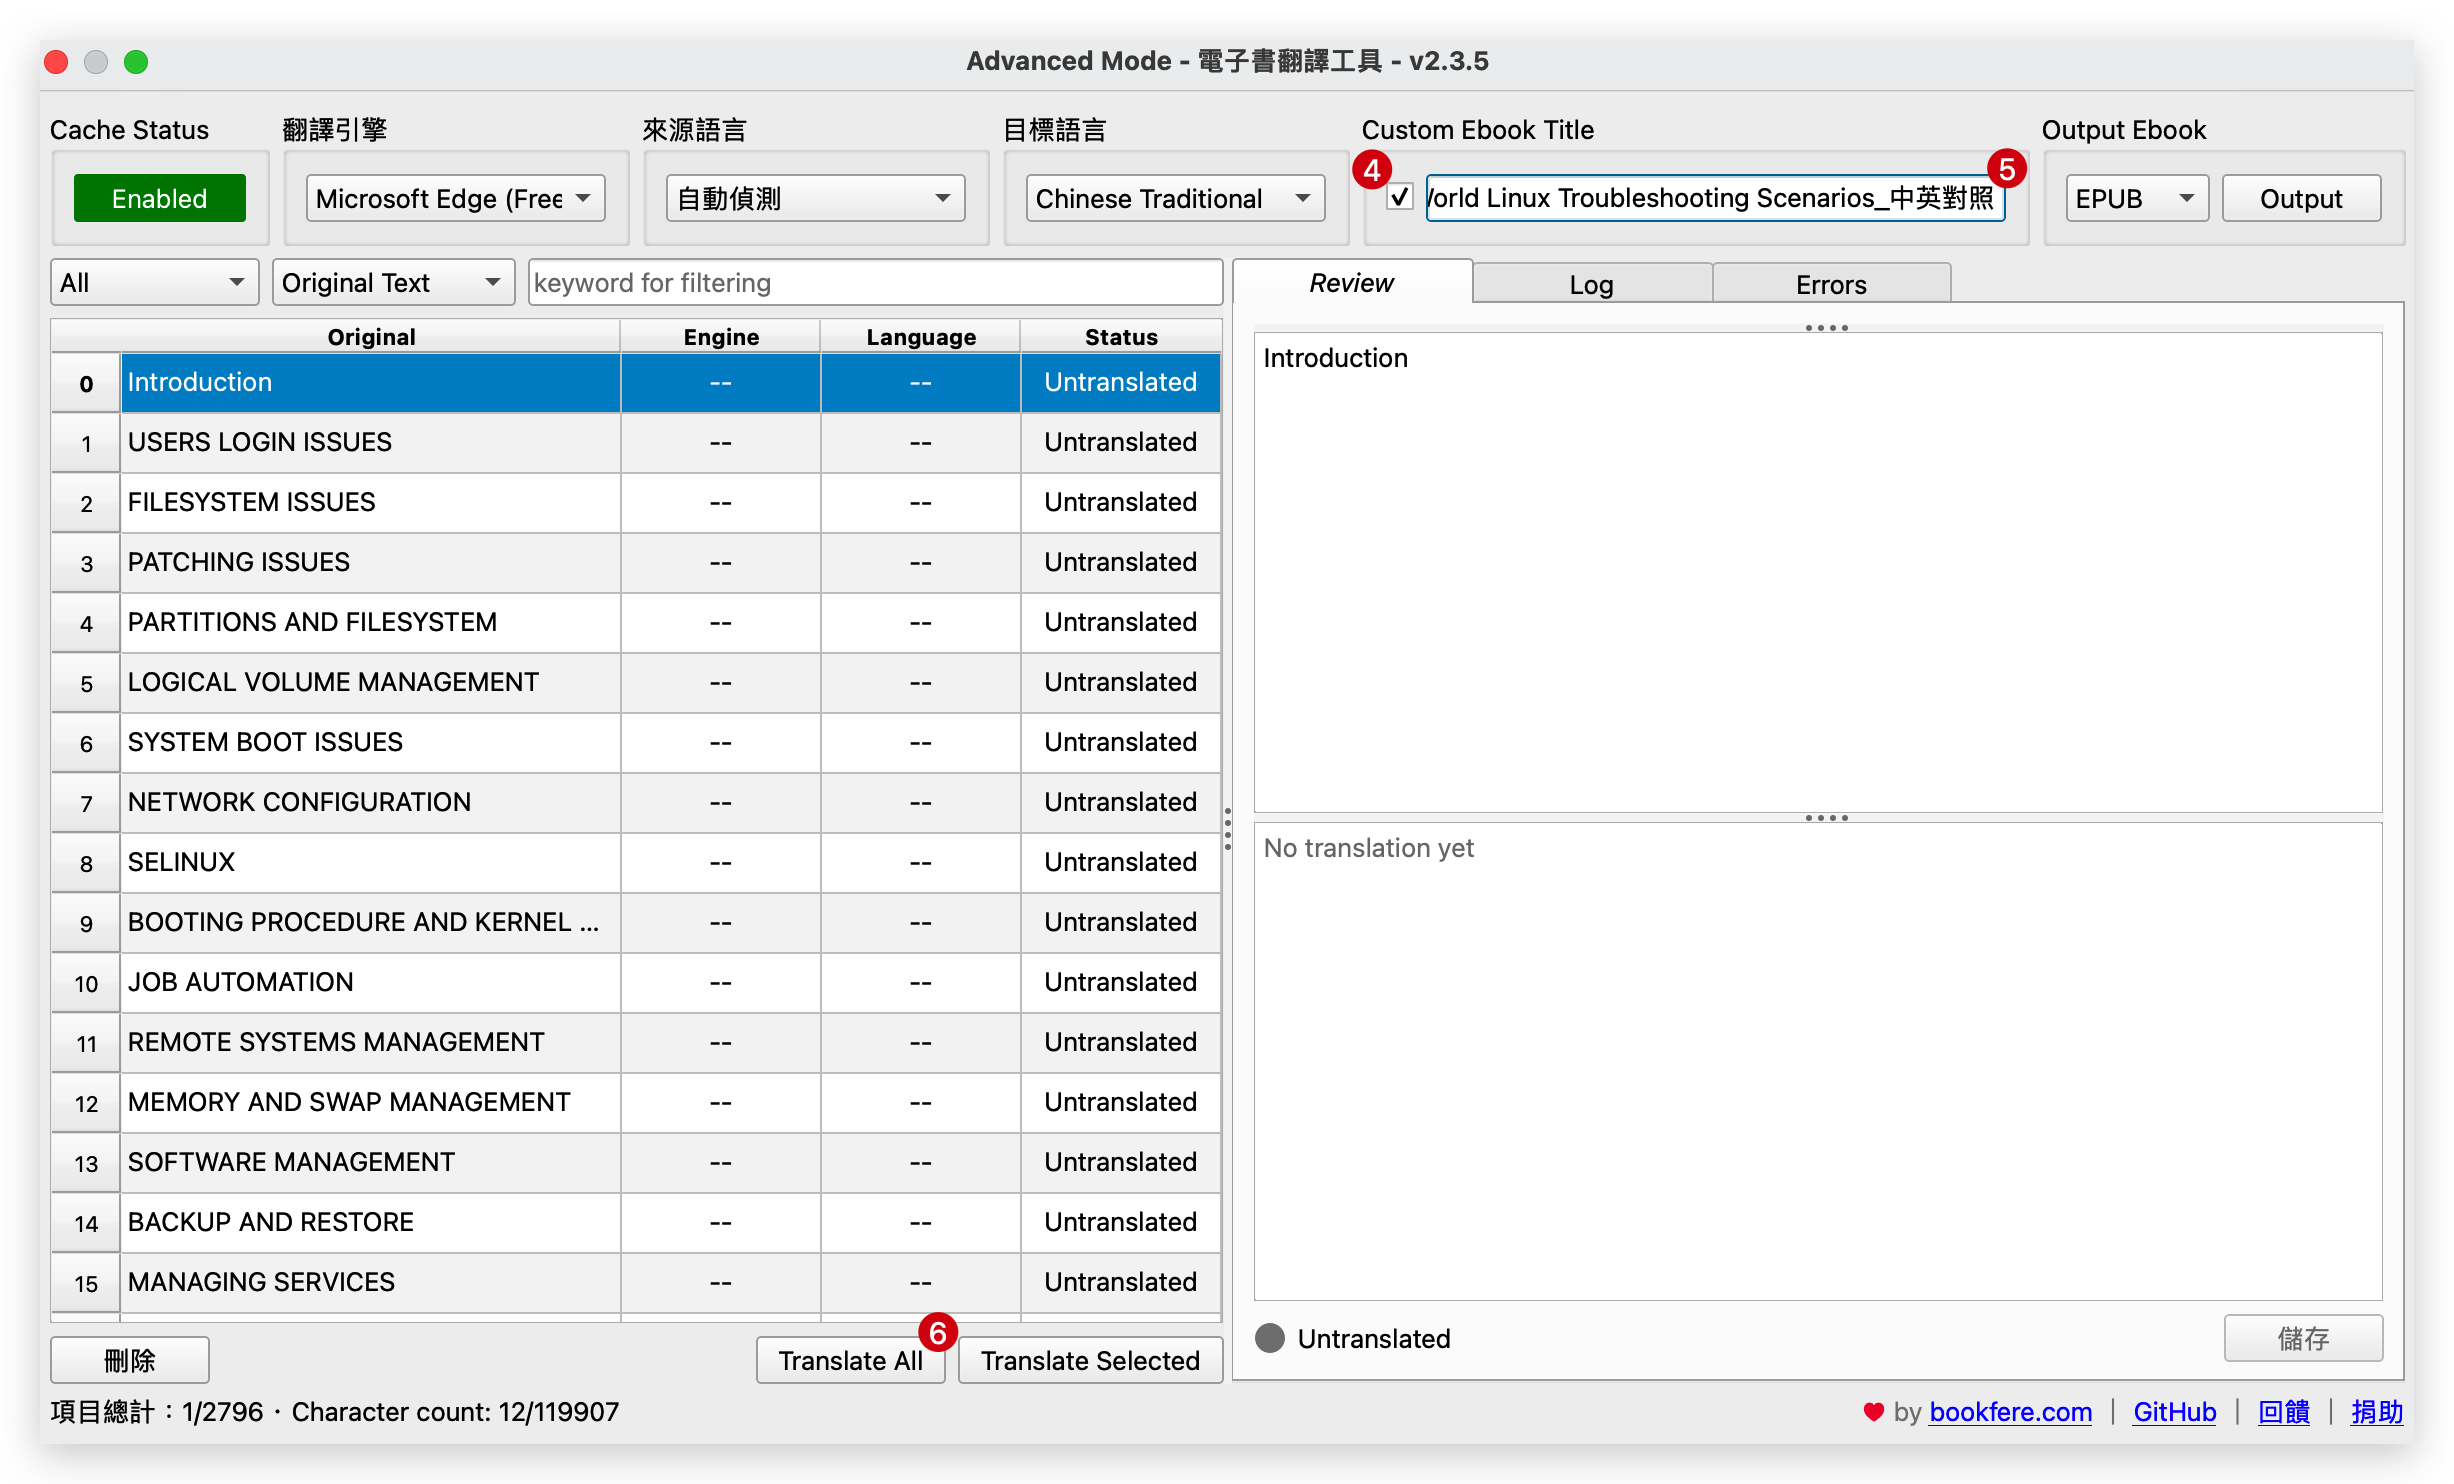 Advanced Mode - 電子書翻譯工具 - v2.3.5
Cache Status
翻譯引擎
來源語言
目標語言
Custom Ebook Title
Output Ebook
Enabled
Microsoft Edge (Free
自動偵測
Chinese Traditional
4
World Linux Troubleshooting Scenarios_中英對照
5
EPUB
Output
All
Original Text
keyword for filtering
Review
Log
Errors
Original Engine Language Status
0 Introduction -- -- Untranslated
1 USERS LOGIN ISSUES -- -- Untranslated
2 FILESYSTEM ISSUES -- -- Untranslated
3 PATCHING ISSUES -- -- Untranslated
4 PARTITIONS AND FILESYSTEM -- -- Untranslated
5 LOGICAL VOLUME MANAGEMENT -- -- Untranslated
6 SYSTEM BOOT ISSUES -- -- Untranslated
7 NETWORK CONFIGURATION -- -- Untranslated
8 SELINUX -- -- Untranslated
9 BOOTING PROCEDURE AND KERNEL ... -- -- Untranslated
10 JOB AUTOMATION -- -- Untranslated
11 REMOTE SYSTEMS MANAGEMENT -- -- Untranslated
12 MEMORY AND SWAP MANAGEMENT -- -- Untranslated
13 SOFTWARE MANAGEMENT -- -- Untranslated
14 BACKUP AND RESTORE -- -- Untranslated
15 MANAGING SERVICES -- -- Untranslated
Introduction
No translation yet
Untranslated
儲存
刪除
6
Translate All
Translate Selected
項目總計：1/2796 · Character count: 12/119907
♥ by bookfere.com | GitHub | 回饋 | 捐助